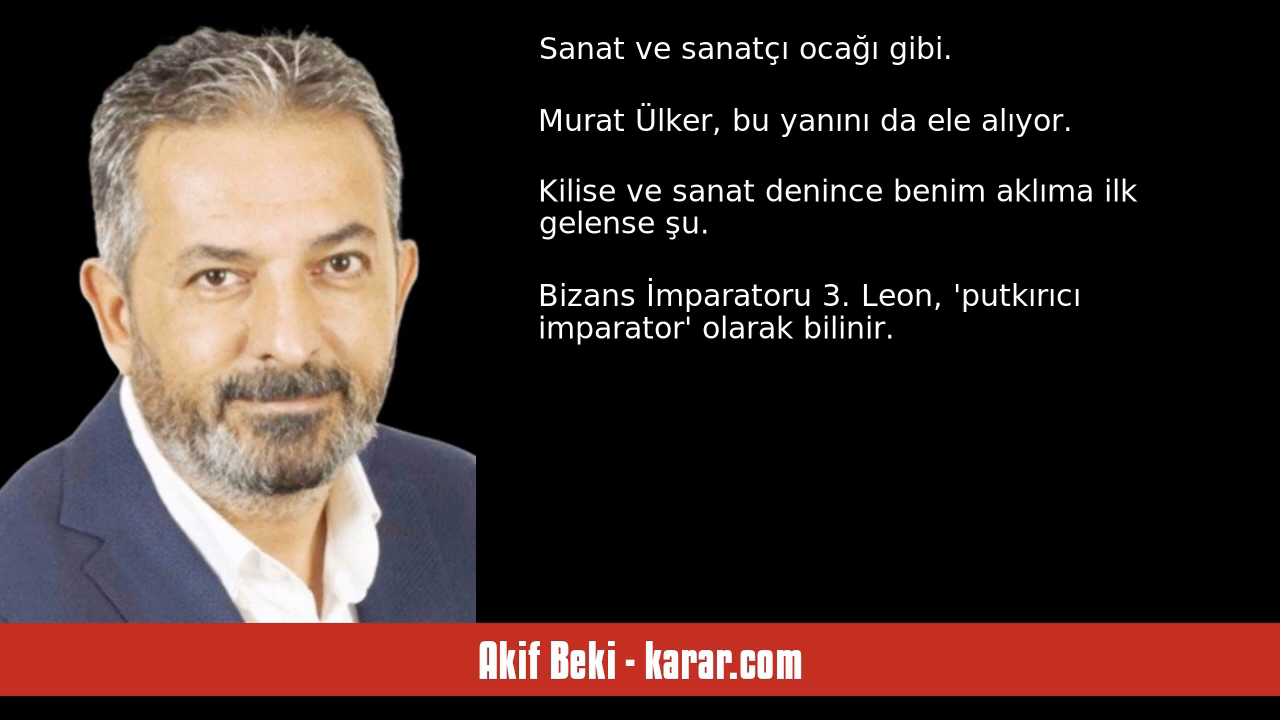 Sanat ve sanatçı ocağı gibi.
Murat Ülker, bu yanını da ele alıyor.
Kilise ve sanat denince benim aklıma ilk
gelense şu.
Bizans İmparatoru 3. Leon, 'putkırıcı
imparator' olarak bilinir.
Akif Beki - karar.com